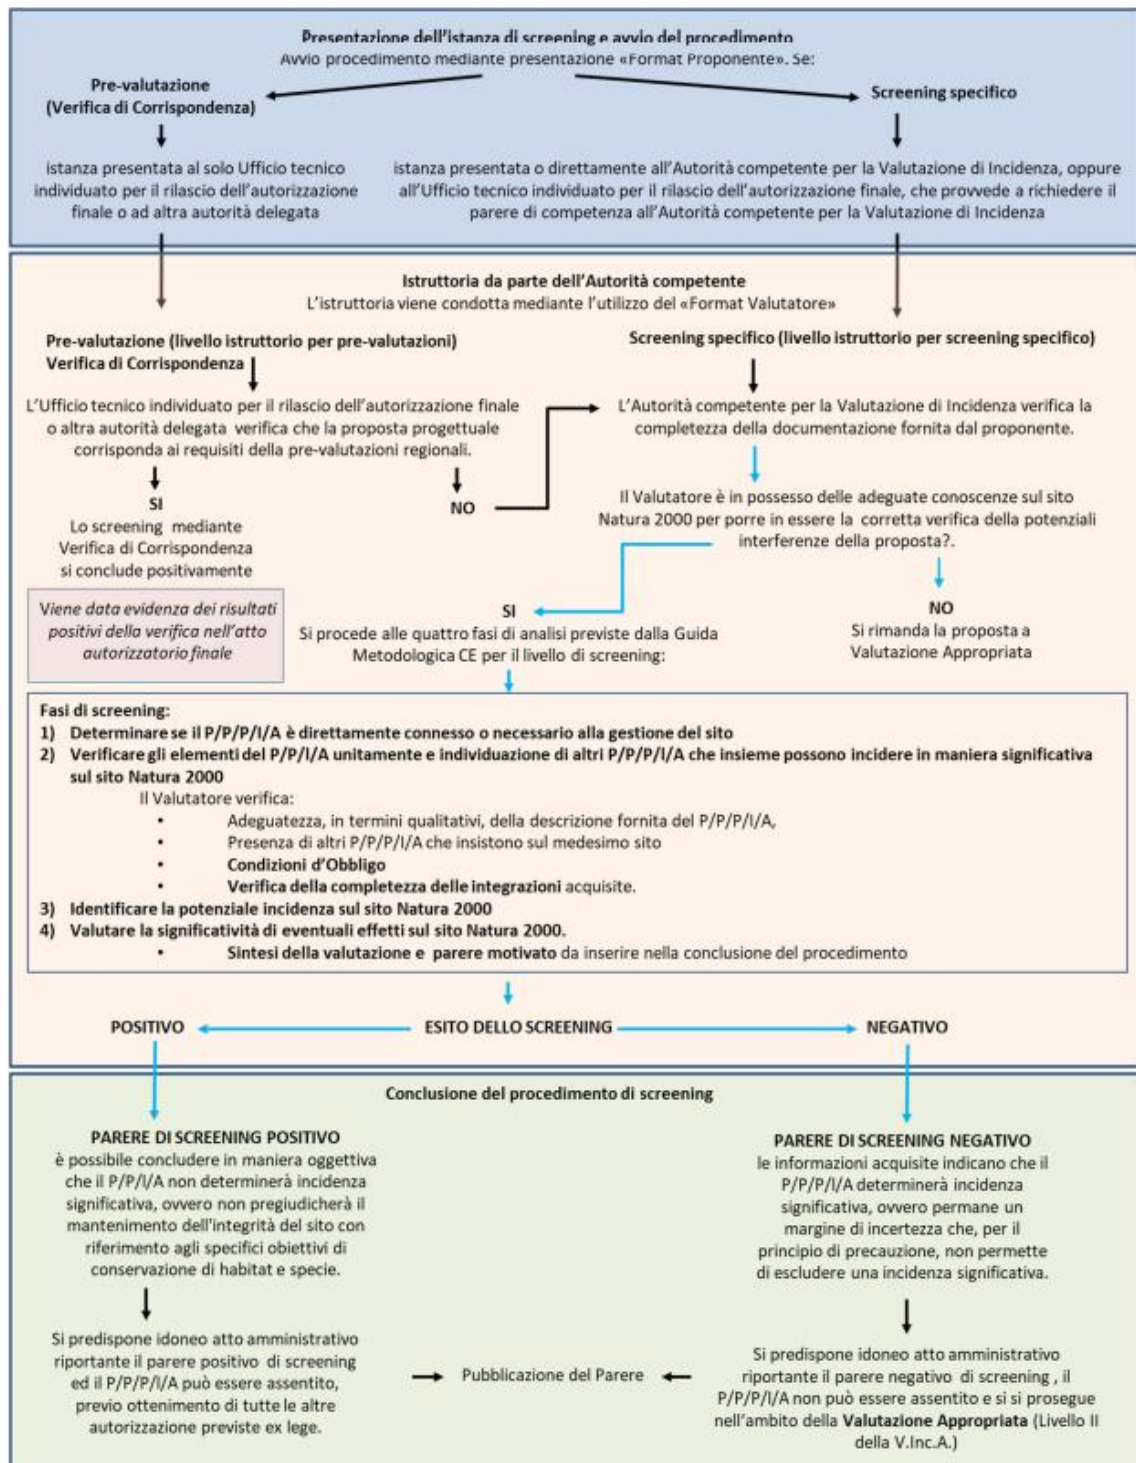 Presentazione dell'istanza di screening e avvio del procedimento
Avvio procedimento mediante presentazione «Format Proponente». Se:
Pre-valutazione
(Verifica di Corrispondenza)
Screening specifico
istanza presentata al solo Ufficio tecnico
individuato per il rilascio dell'autorizzazione
finale o ad altra autorità delegata
istanza presentata o direttamente all'Autorità competente per la Valutazione di Incidenza, oppure
all'Ufficio tecnico individuato per il rilascio dell'autorizzazione finale, che provvede a richiedere il
parere di competenza all'Autorità competente per la Valutazione di Incidenza
Istruttoria da parte dell'Autorità competente
L'istruttoria viene condotta mediante l'utilizzo del «Format Valutatore»
Pre-valutazione (livello istruttorio per pre-valutazioni)
Verifica di Corrispondenza
Screening specifico (livello istruttorio per screening specifico)
L'Ufficio tecnico individuato per il rilascio dell'autorizzazione finale
o altra autorità delegata verifica che la proposta progettuale
corrisponda ai requisiti della pre-valutazioni regionali.
L'Autorità competente per la Valutazione di Incidenza verifica la
completezza della documentazione fornita dal proponente.
SI
Lo screening mediante
Verifica di Corrispondenza
si conclude positivamente
NO
Il Valutatore è in possesso delle adeguate conoscenze sul sito
Natura 2000 per porre in essere la corretta verifica della potenziali
interferenze della proposta?.
Viene data evidenza dei risultati
positivi della verifica nell'atto
autorizzatorio finale
SI
Si procede alle quattro fasi di analisi previste dalla Guida
Metodologica CE per il livello di screening:
NO
Si rimanda la proposta a
Valutazione Appropriata
Fasi di screening:
1) Determinare se il P/P/P/I/A è direttamente connesso o necessario alla gestione del sito
2) Verificare gli elementi del P/P/I/A unitamente e individuazione di altri P/P/P/I/A che insieme possono incidere in maniera significativa
sul sito Natura 2000
Il Valutatore verifica:
• Adeguatezza, in termini qualitativi, della descrizione fornita del P/P/P/I/A,
• Presenza di altri P/P/P/I/A che insistono sul medesimo sito
• Condizioni d'Obbligo
• Verifica della completezza delle integrazioni acquisite.
3) Identificare la potenziale incidenza sul sito Natura 2000
4) Valutare la significatività di eventuali effetti sul sito Natura 2000.
• Sintesi della valutazione e parere motivato da inserire nella conclusione del procedimento
POSITIVO
ESITO DELLO SCREENING
NEGATIVO
Conclusione del procedimento di screening
PARERE DI SCREENING POSITIVO
è possibile concludere in maniera oggettiva
che il P/P/I/A non determinerà incidenza
significativa, ovvero non pregiudicherà il
mantenimento dell'integrità del sito con
riferimento agli specifici obiettivi di
conservazione di habitat e specie.
PARERE DI SCREENING NEGATIVO
le informazioni acquisite indicano che il
P/P/P/I/A determinerà incidenza
significativa, ovvero permane un
margine di incertezza che, per il
principio di precauzione, non permette
di escludere una incidenza significativa.
Si predispone idoneo atto amministrativo
riportante il parere positivo di screening
ed il P/P/P/I/A può essere assentito,
previo ottenimento di tutte le altre
autorizzazione previste ex lege.
Pubblicazione del Parere
Si predispone idoneo atto amministrativo
riportante il parere negativo di screening , il
P/P/P/I/A non può essere assentito e si si prosegue
nell'ambito della Valutazione Appropriata (Livello II
della V.Inc.A.)